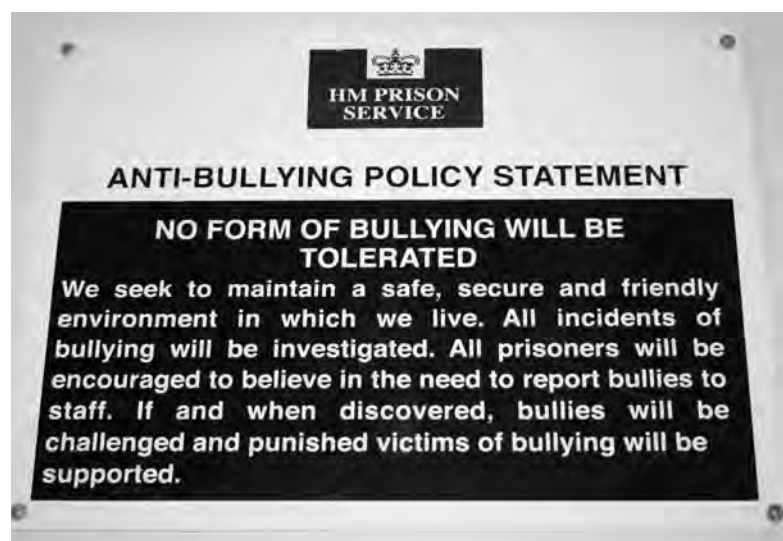 HM PRISON
SERVICE
ANTI-BULLYING POLICY STATEMENT
NO FORM OF BULLYING WILL BE
TOLERATED
We seek to maintain a safe, secure and friendly
environment in which we live. All incidents of
bullying will be investigated. All prisoners will be
encouraged to believe in the need to report bullies to
staff. If and when discovered, bullies will be
challenged and punished victims of bullying will be
supported.